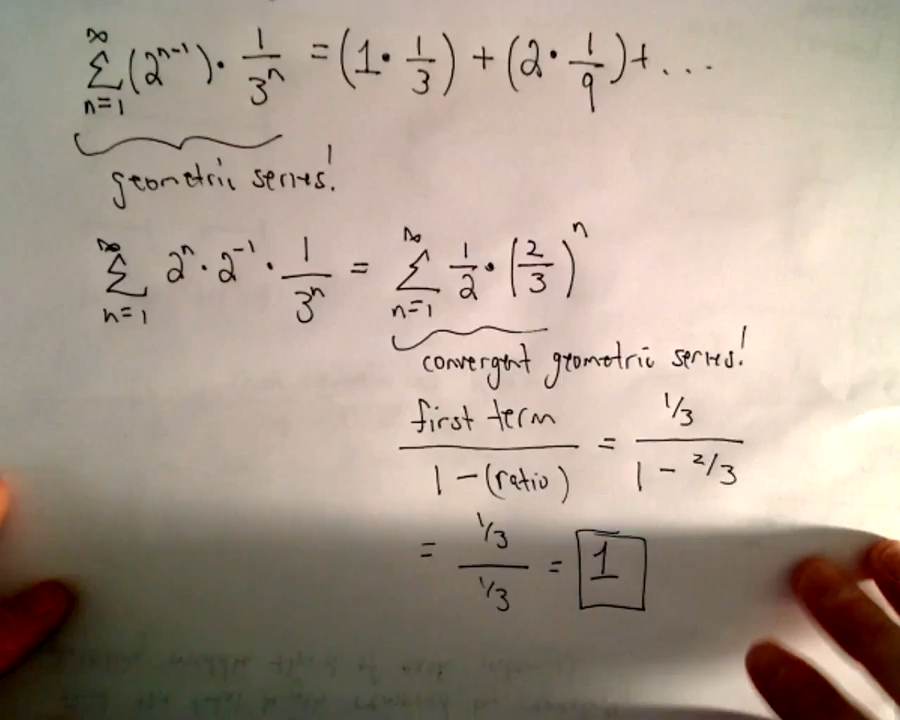 ∞∑n=1 (2^(n-1)) · 1/3^n = (1 · 1/3) + (2 · 1/9) + ...
geometric series!
∞∑n=1 2^n · 2^-1 · 1/3^n = ∞∑n=1 1/2 · (2/3)^n
convergent geometric series!
first term / 1 - (ratio) = 1/3 / 1 - 2/3
= 1/3 / 1/3 = 1